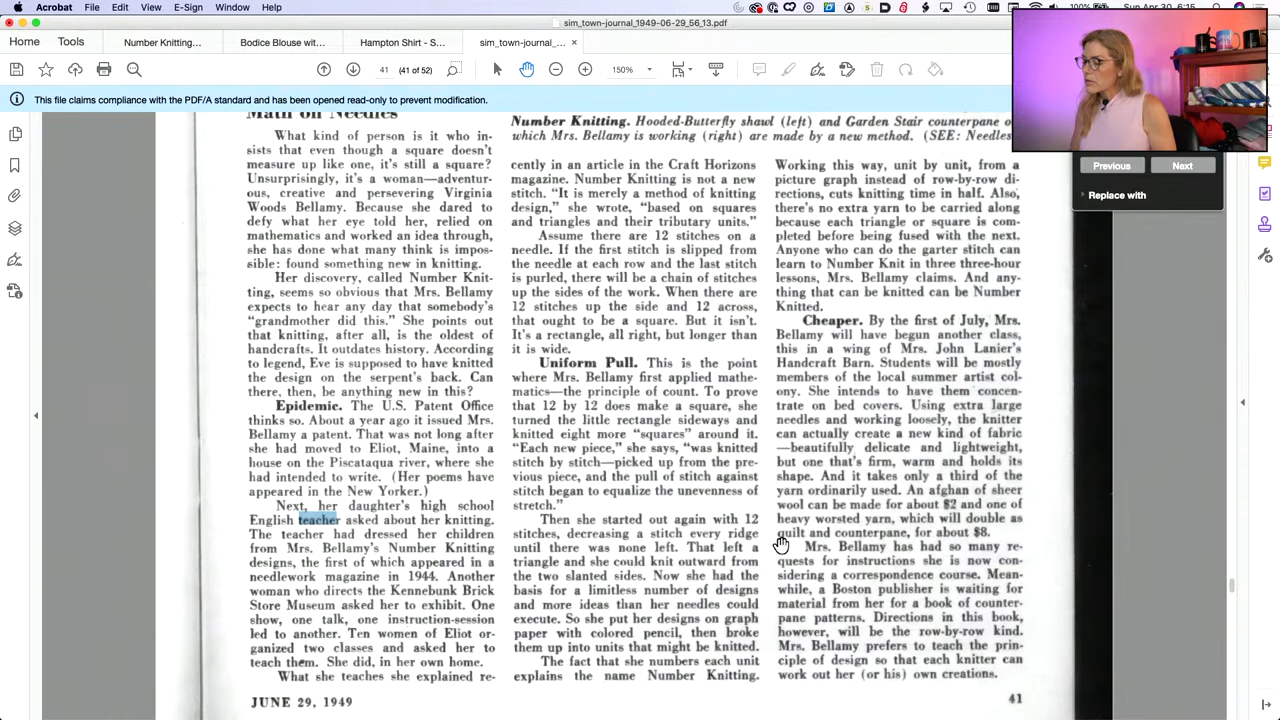 Acrobat File Edit View E-Sign Window Help
100%
Sun Apr 30 6:15
sim_town-journal_1949-06-29_56_13.pdf
Home Tools Number Knitting... Bodice Blouse wit... Hampton Shirt - S... sim_town-journal_...
41 (41 of 52) 150%
This file claims compliance with the PDF/A standard and has been opened read-only to prevent modification.
Previous Next
Replace with
Math on Needles
What kind of person is it who in-
sists that even though a square doesn't
measure up like one, it's still a square?
Unsurprisingly, it's a woman—adventur-
ous, creative and persevering Virginia
Woods Bellamy. Because she dared to
defy what her eye told her, relied on
mathematics and worked an idea through,
she has done what many think is impos-
sible: found something new in knitting.
Her discovery, called Number Knit-
ting, seems so obvious that Mrs. Bellamy
expects to hear any day that somebody's
"grandmother did this." She points out
that knitting, after all, is the oldest of
handcrafts. It outdates history. According
to legend, Eve is supposed to have knitted
the design on the serpent's back. Can
there, then, be anything new in this?
Epidemic. The U.S. Patent Office
thinks so. About a year ago it issued Mrs.
Bellamy a patent. That was not long after
she had moved to Eliot, Maine, into a
house on the Piscataqua river, where she
had intended to write. (Her poems have
appeared in the New Yorker.)
Next, her daughter's high school
English teacher asked about her knitting.
The teacher had dressed her children
from Mrs. Bellamy's Number Knitting
designs, the first of which appeared in a
needlework magazine in 1944. Another
woman who directs the Kennebunk Brick
Store Museum asked her to exhibit. One
show, one talk, one instruction-session
led to another. Ten women of Eliot or-
ganized two classes and asked her to
teach them. She did, in her own home.
What she teaches she explained re-
JUNE 29, 1949
Number Knitting. Hooded-Butterfly shawl (left) and Garden Stair counterpane o
which Mrs. Bellamy is working (right) are made by a new method. (SEE: Needles
cently in an article in the Craft Horizons
magazine. Number Knitting is not a new
stitch. "It is merely a method of knitting
design," she wrote, "based on squares
and triangles and their tributary units."
Assume there are 12 stitches on a
needle. If the first stitch is slipped from
the needle at each row and the last stitch
is purled, there will be a chain of stitches
up the sides of the work. When there are
12 stitches up the side and 12 across,
that ought to be a square. But it isn't.
It's a rectangle, all right, but longer than
it is wide.
Uniform Pull. This is the point
where Mrs. Bellamy first applied mathe-
matics—the principle of count. To prove
that 12 by 12 does make a square, she
turned the little rectangle sideways and
knitted eight more "squares" around it.
"Each new piece," she says, "was knitted
stitch by stitch—picked up from the pre-
vious piece, and the pull of stitch against
stitch began to equalize the unevenness of
stretch."
Then she started out again with 12
stitches, decreasing a stitch every ridge
until there was none left. That left a
triangle and she could knit outward from
the two slanted sides. Now she had the
basis for a limitless number of designs
and more ideas than her needles could
execute. So she put her designs on graph
paper with colored pencil, then broke
them up into units that might be knitted.
The fact that she numbers each unit
explains the name Number Knitting.
Working this way, unit by unit, from a
picture graph instead of row-by-row di-
rections, cuts knitting time in half. Also,
there's no extra yarn to be carried along
because each triangle or square is com-
pleted before being fused with the next.
Anyone who can do the garter stitch can
learn to Number Knit in three three-hour
lessons, Mrs. Bellamy claims. And any-
thing that can be knitted can be Number
Knitted.
Cheaper. By the first of July, Mrs.
Bellamy will have begun another class,
this in a wing of Mrs. John Lanier's
Handcraft Barn. Students will be mostly
members of the local summer artist col-
ony. She intends to have them concen-
trate on bed covers. Using extra large
needles and working loosely, the knitter
can actually create a new kind of fabric
—beautifully delicate and lightweight,
but one that's firm, warm and holds its
shape. And it takes only a third of the
yarn ordinarily used. An afghan of sheer
wool can be made for about $2 and one of
heavy worsted yarn, which will double as
quilt and counterpane, for about $8.
Mrs. Bellamy has had so many re-
quests for instructions she is now con-
sidering a correspondence course. Mean-
while, a Boston publisher is waiting for
material from her for a book of counter-
pane patterns. Directions in this book,
however, will be the row-by-row kind.
Mrs. Bellamy prefers to teach the prin-
ciple of design so that each knitter can
work out her (or his) own creations.
41